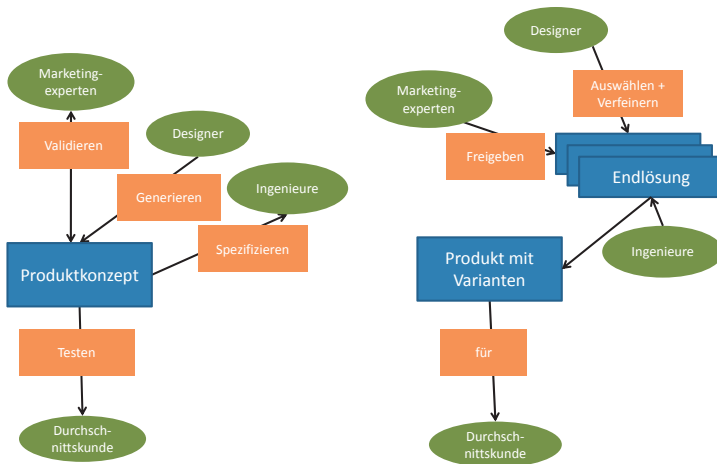 Marketing-
experten
Validieren
Designer
Generieren
Ingenieure
Spezifizieren
Produktkonzept
Testen
Durchsch-
nittskunde
Designer
Auswählen +
Verfeinern
Marketing-
experten
Freigeben
Endlösung
Ingenieure
Produkt mit
Varianten
für
Durchsch-
nittskunde